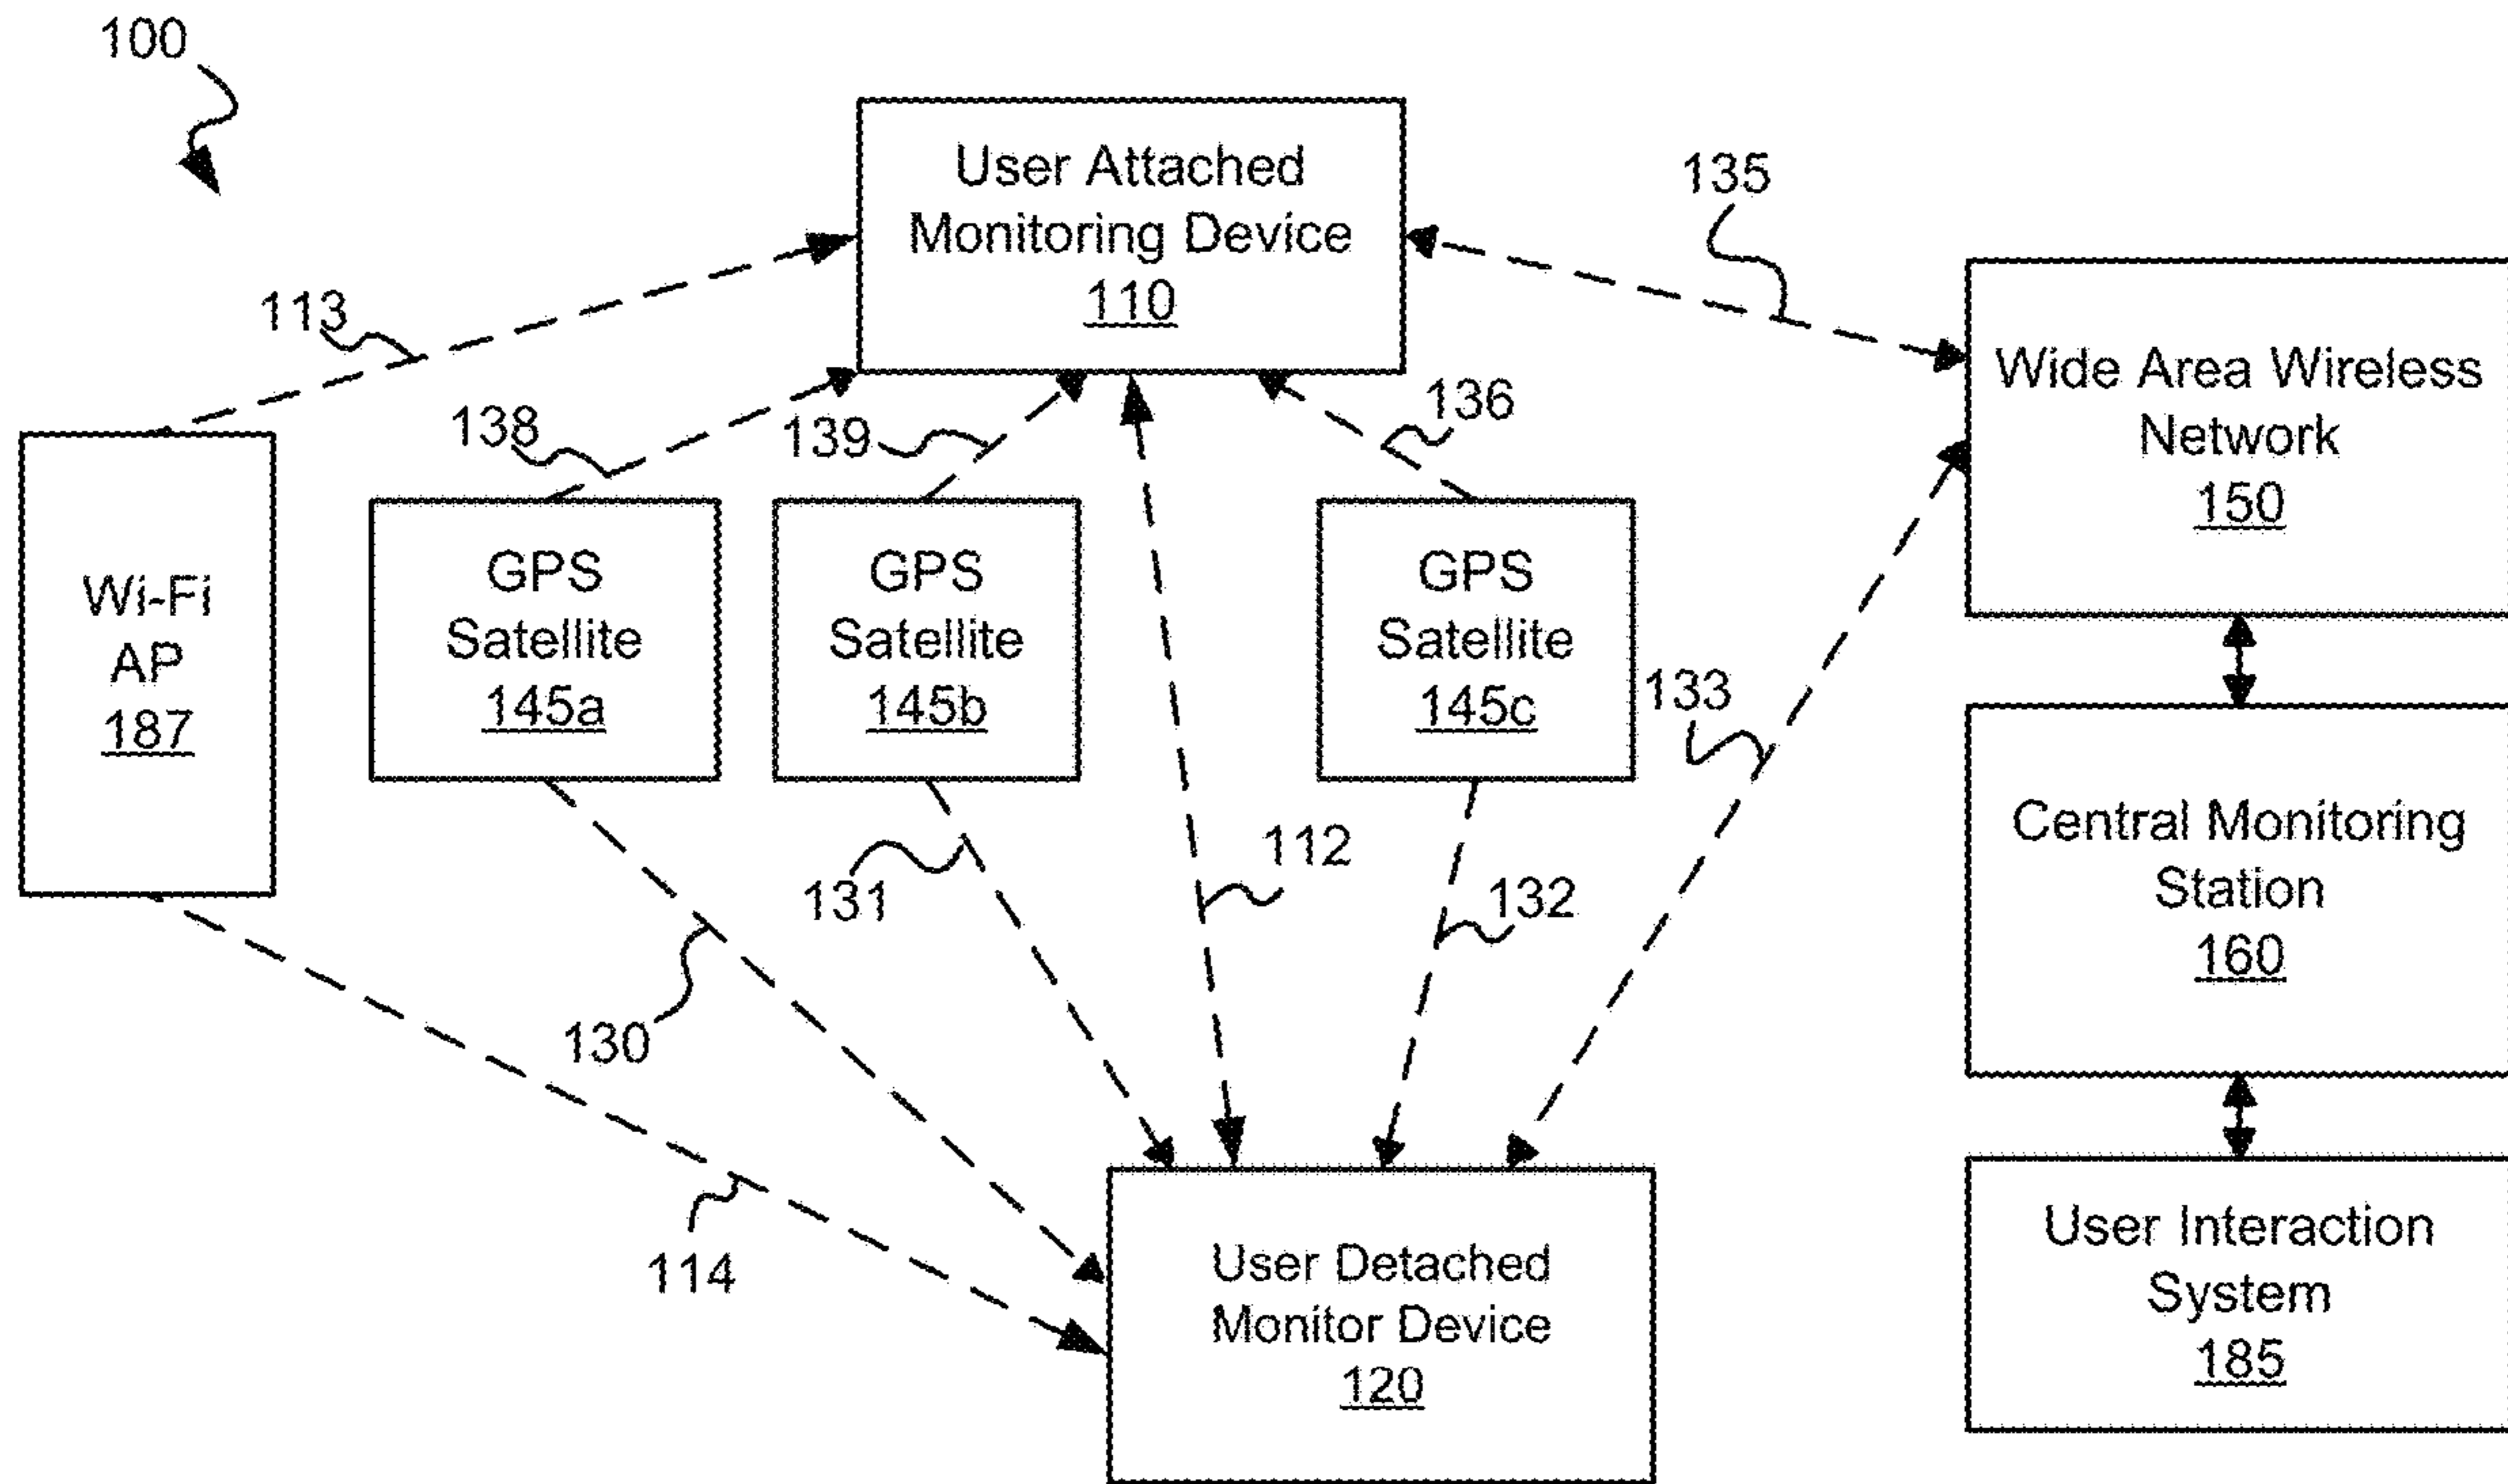 100
User Attached
Monitoring Device
110
135
113
138
139
136
Wide Area Wireless
Network
150
Wi-Fi
AP
187
GPS
Satellite
145a
GPS
Satellite
145b
GPS
Satellite
145c
133
131
112
132
130
114
Central Monitoring
Station
160
User Detached
Monitor Device
120
User Interaction
System
185